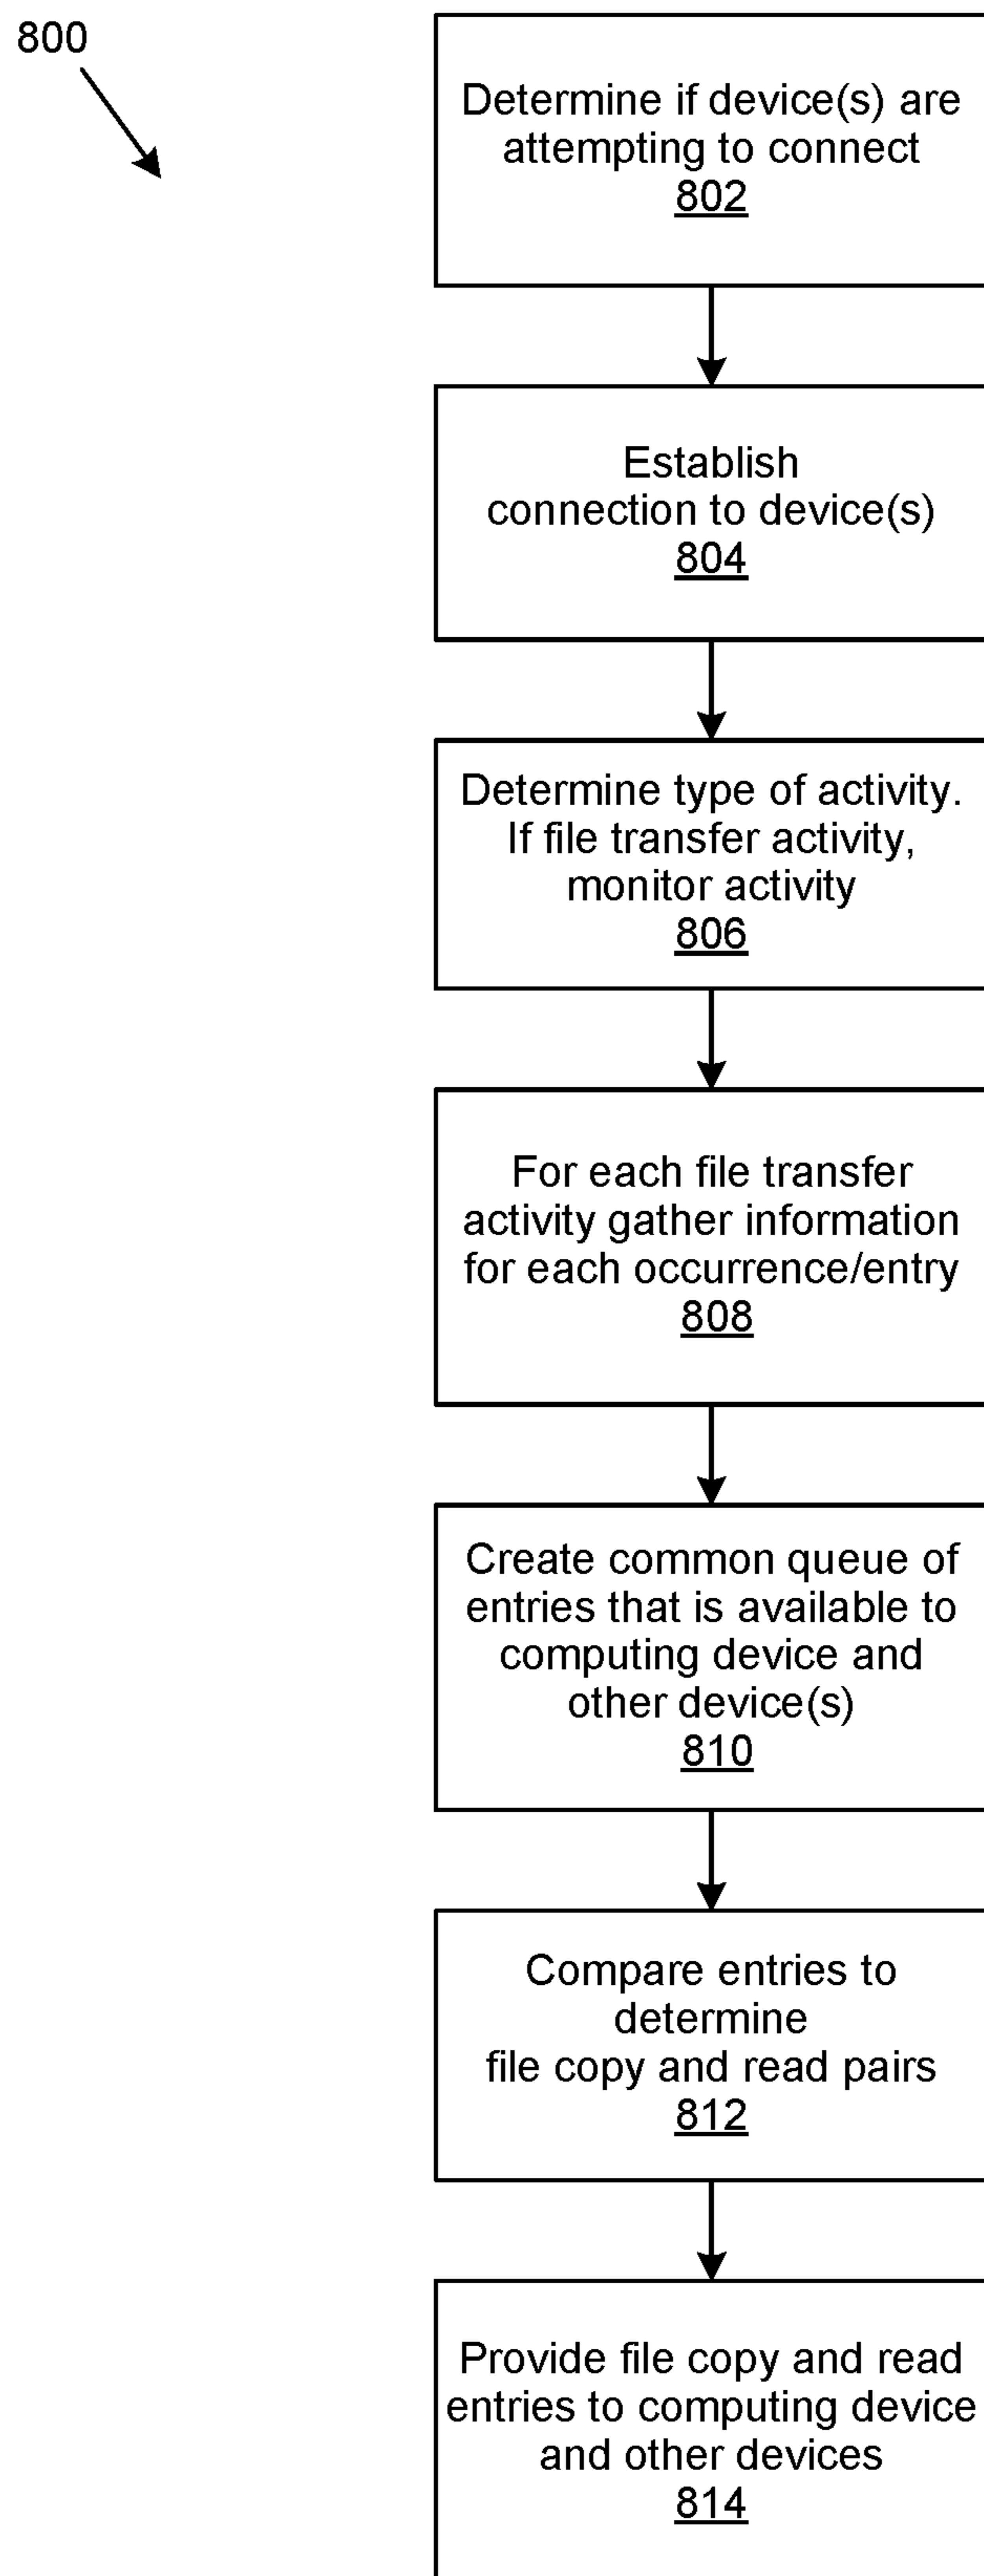 800
Determine if device(s) are
attempting to connect
802
Establish
connection to device(s)
804
Determine type of activity.
If file transfer activity,
monitor activity
806
For each file transfer
activity gather information
for each occurrence/entry
808
Create common queue of
entries that is available to
computing device and
other device(s)
810
Compare entries to
determine
file copy and read pairs
812
Provide file copy and read
entries to computing device
and other devices
814